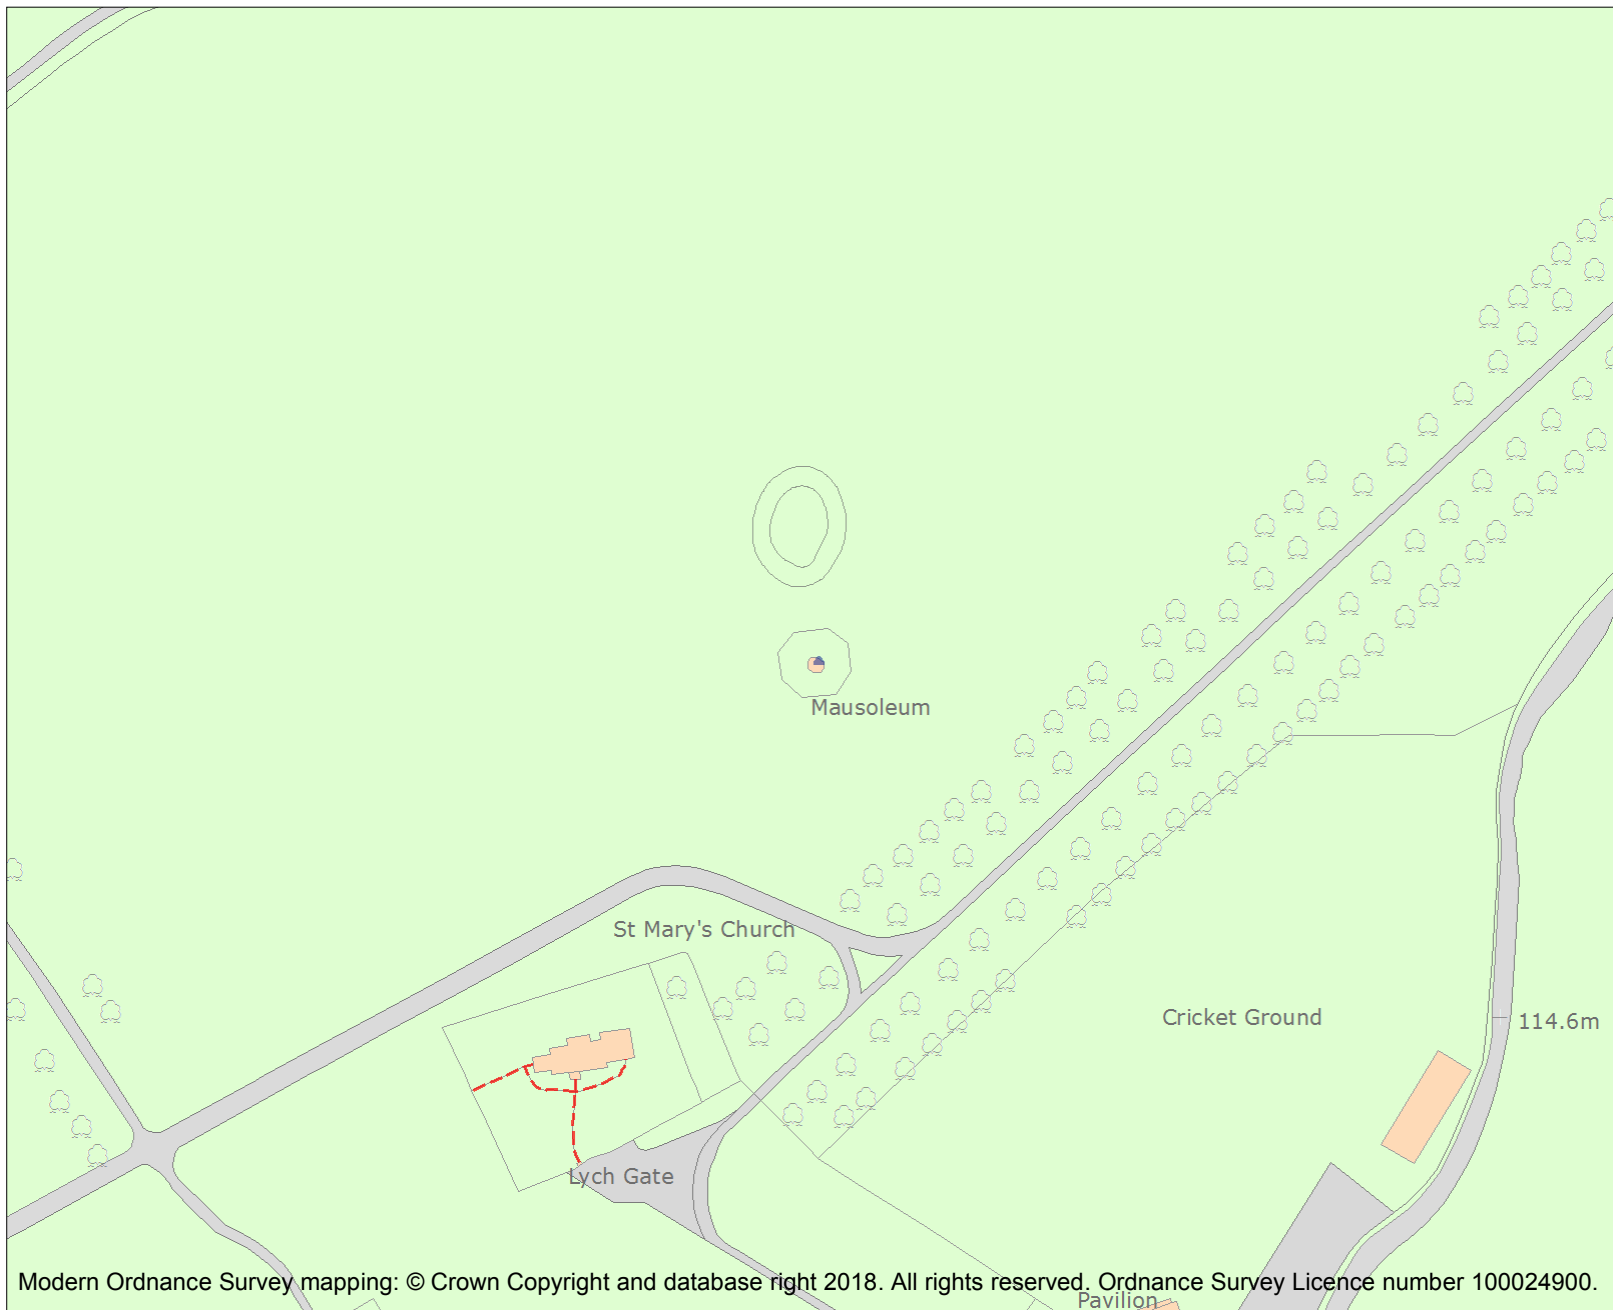 Mausoleum
St Mary's Church
Cricket Ground
114.6m
Lych Gate
Modern Ordnance Survey mapping: © Crown Copyright and database right 2018. All rights reserved. Ordnance Survey Licence number 100024900.
Pavilion